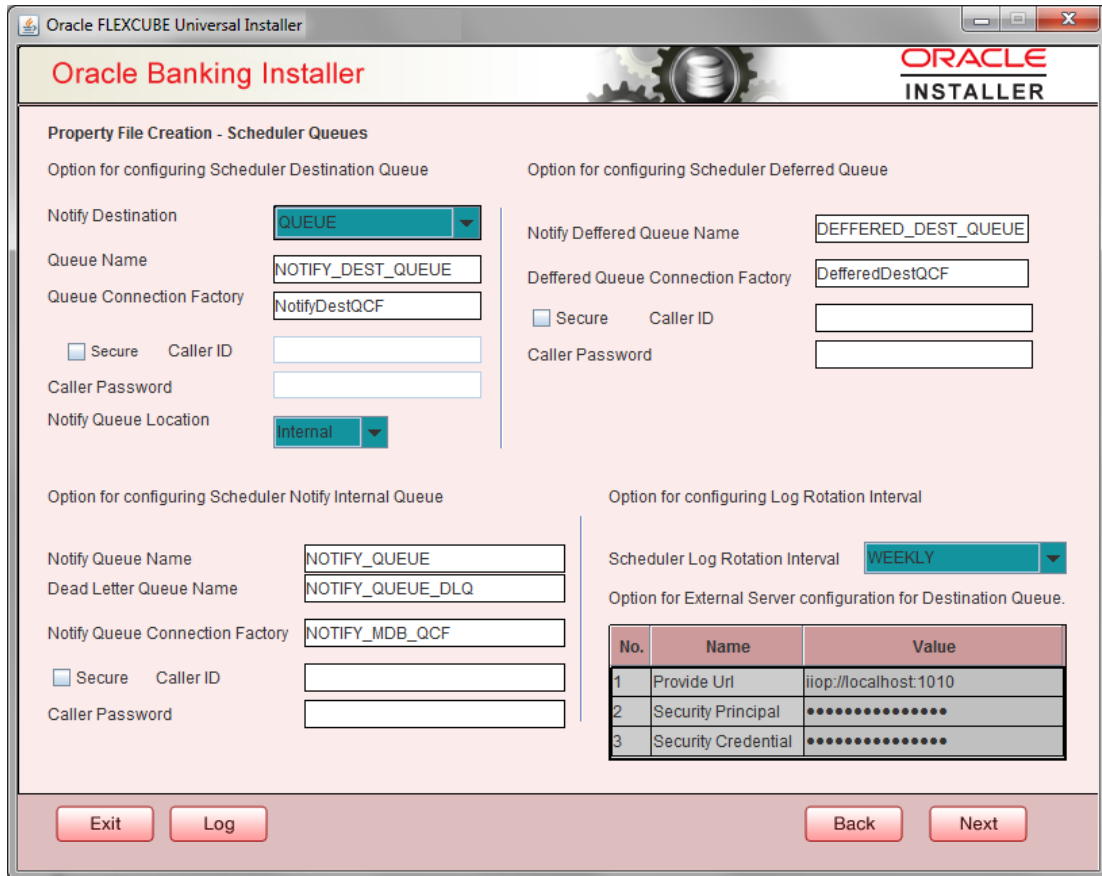 Oracle FLEXCUBE Universal Installer
Oracle Banking Installer
ORACLE
INSTALLER
Property File Creation - Scheduler Queues
Option for configuring Scheduler Destination Queue
Notify Destination QUEUE
Queue Name NOTIFY_DEST_QUEUE
Queue Connection Factory NotifyDestQCF
Secure Caller ID
Caller Password
Notify Queue Location Internal
Option for configuring Scheduler Deferred Queue
Notify Deffered Queue Name DEFFERED_DEST_QUEUE
Deffered Queue Connection Factory DefferedDestQCF
Secure Caller ID
Caller Password
Option for configuring Scheduler Notify Internal Queue
Notify Queue Name NOTIFY_QUEUE
Dead Letter Queue Name NOTIFY_QUEUE_DLQ
Notify Queue Connection Factory NOTIFY_MDB_QCF
Secure Caller ID
Caller Password
Option for configuring Log Rotation Interval
Scheduler Log Rotation Interval WEEKLY
Option for External Server configuration for Destination Queue.
No. Name Value
1 Provide Url iiop://localhost:1010
2 Security Principal •••••••••••••••
3 Security Credential •••••••••••••••
Exit Log Back Next